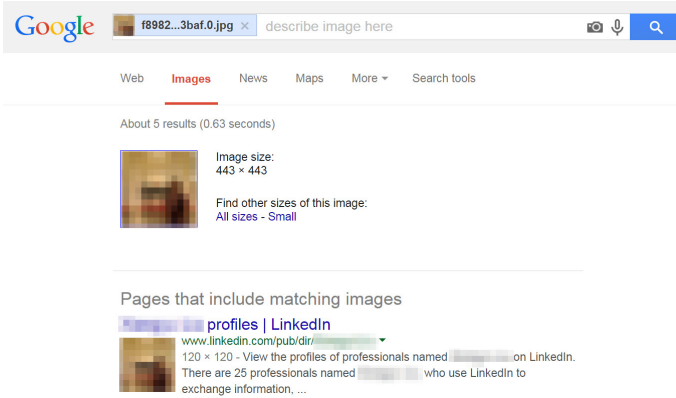 Google f8982...3baf.0.jpg × describe image here
Web Images News Maps More Search tools
About 5 results (0.63 seconds)
Image size:
443 × 443
Find other sizes of this image:
All sizes - Small
Pages that include matching images
profiles | LinkedIn
www.linkedin.com/pub/dir/
120 × 120 - View the profiles of professionals named on LinkedIn.
There are 25 professionals named who use LinkedIn to
exchange information, ...